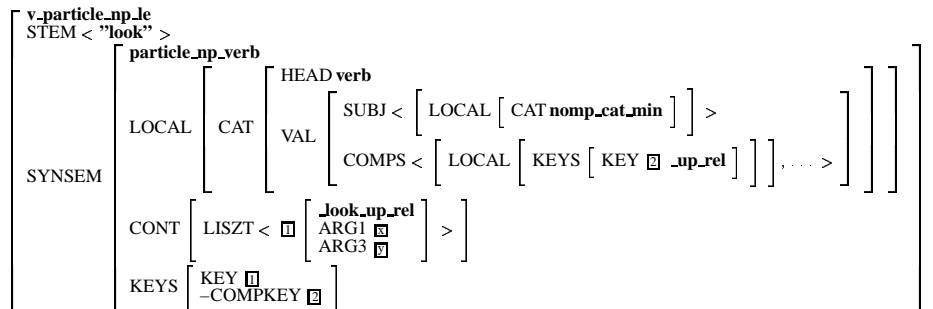 v_particle_np_le
STEM < "look" >
particle_np_verb
HEAD verb
SUBJ < [ LOCAL [ CAT nomp_cat_min ] ] >
LOCAL [ CAT [ VAL
COMPS < [ LOCAL [ KEYS [ KEY 2 _up_rel ] ] ], . . . >
SYNSEM
_look_up_rel
CONT [ LISZT < 1 [ ARG1 x ] > ]
ARG3 y
KEYS [ KEY 1
–COMPKEY 2 ]